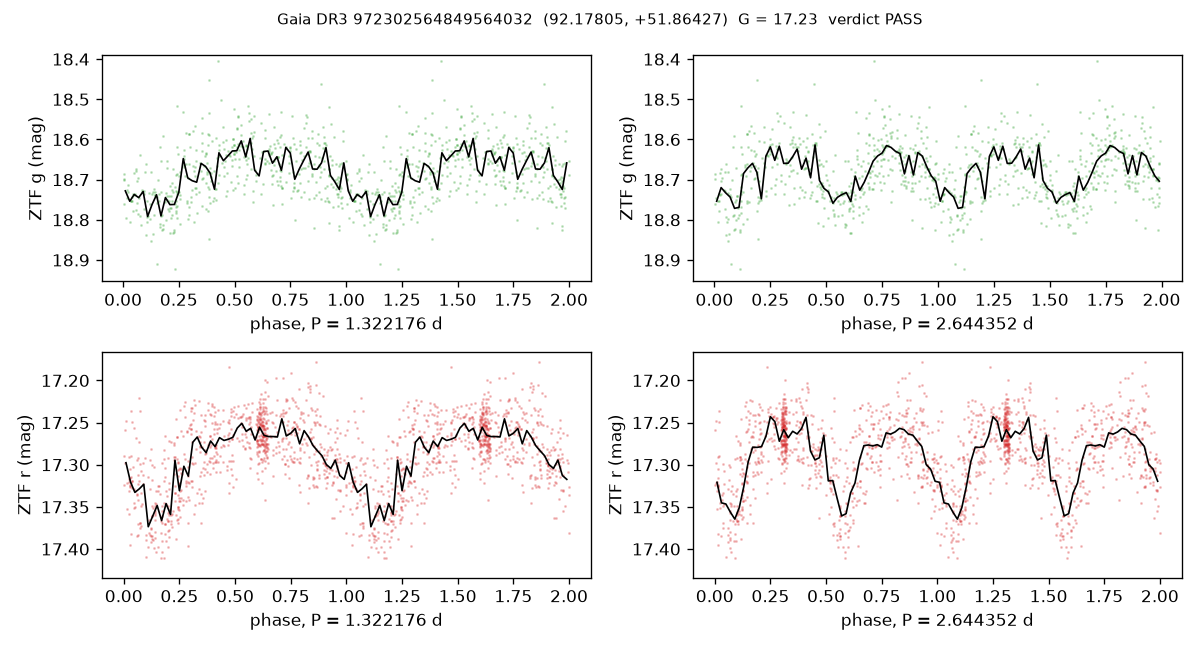 Gaia DR3 972302564849564032 (92.17805, +51.86427) G = 17.23 verdict PASS
18.4
18.5
18.6
18.7
18.8
18.9
ZTF g (mag)
0.00 0.25 0.50 0.75 1.00 1.25 1.50 1.75 2.00
phase, P = 1.322176 d
18.4
18.5
18.6
18.7
18.8
18.9
ZTF g (mag)
0.00 0.25 0.50 0.75 1.00 1.25 1.50 1.75 2.00
phase, P = 2.644352 d
17.20
17.25
17.30
17.35
17.40
ZTF r (mag)
0.00 0.25 0.50 0.75 1.00 1.25 1.50 1.75 2.00
phase, P = 1.322176 d
17.20
17.25
17.30
17.35
17.40
ZTF r (mag)
0.00 0.25 0.50 0.75 1.00 1.25 1.50 1.75 2.00
phase, P = 2.644352 d